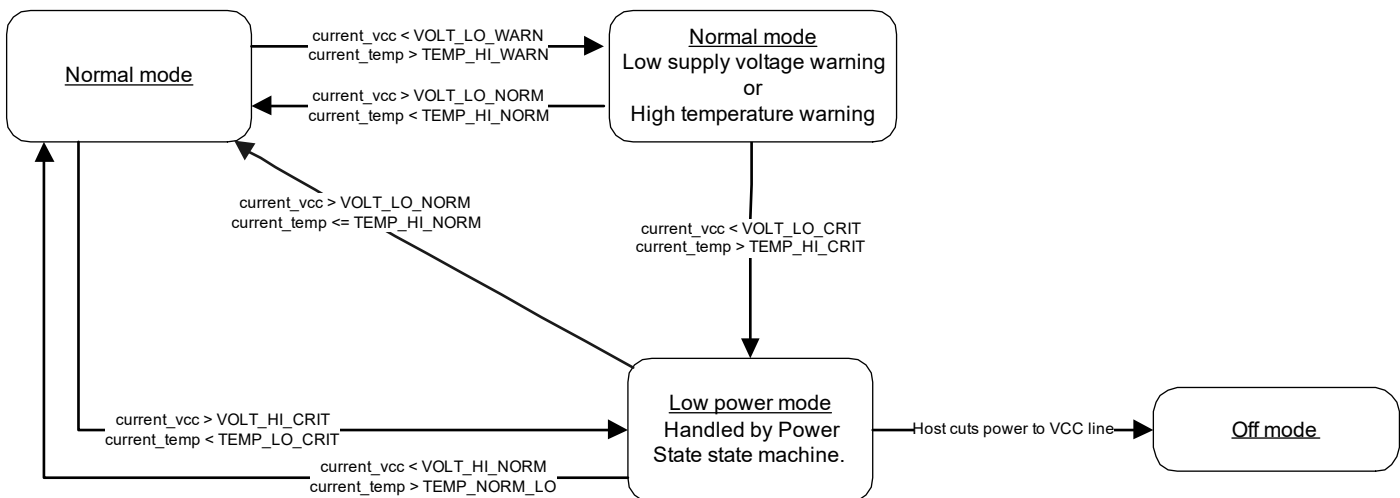 Normal mode
current_vcc < VOLT_LO_WARN
current_temp > TEMP_HI_WARN
Normal mode
Low supply voltage warning
or
High temperature warning
current_vcc > VOLT_LO_NORM
current_temp < TEMP_HI_NORM
current_vcc > VOLT_LO_NORM
current_temp <= TEMP_HI_NORM
current_vcc < VOLT_LO_CRIT
current_temp > TEMP_HI_CRIT
current_vcc > VOLT_HI_CRIT
current_temp < TEMP_LO_CRIT
current_vcc < VOLT_HI_NORM
current_temp > TEMP_NORM_LO
Low power mode
Handled by Power
State state machine.
Host cuts power to VCC line
Off mode